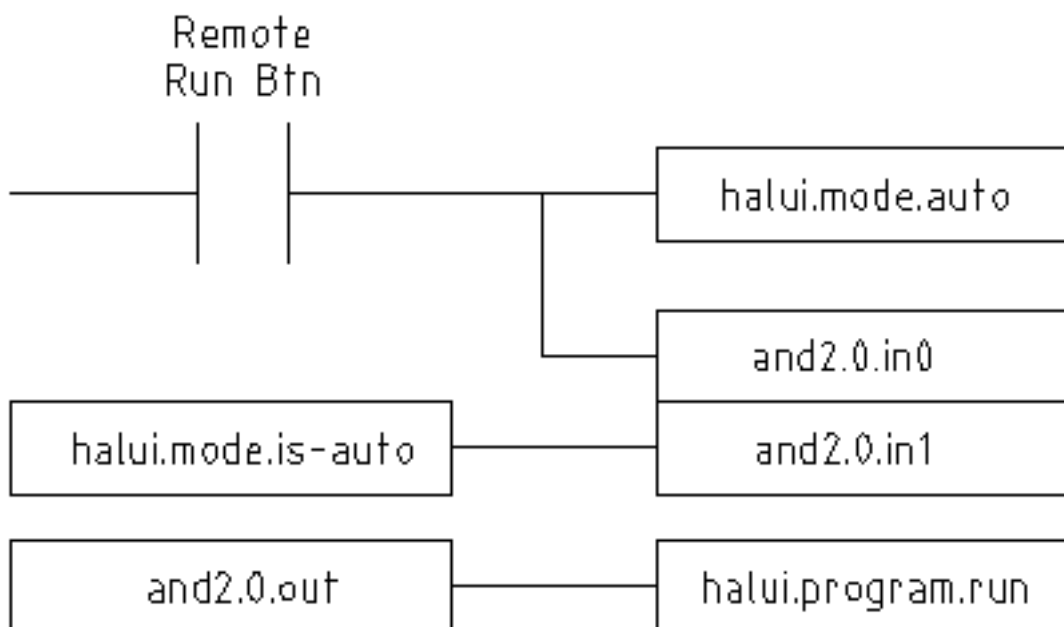 Remote
Run Btn
halui.mode.auto
and2.0.in0
halui.mode.is-auto
and2.0.in1
and2.0.out
halui.program.run